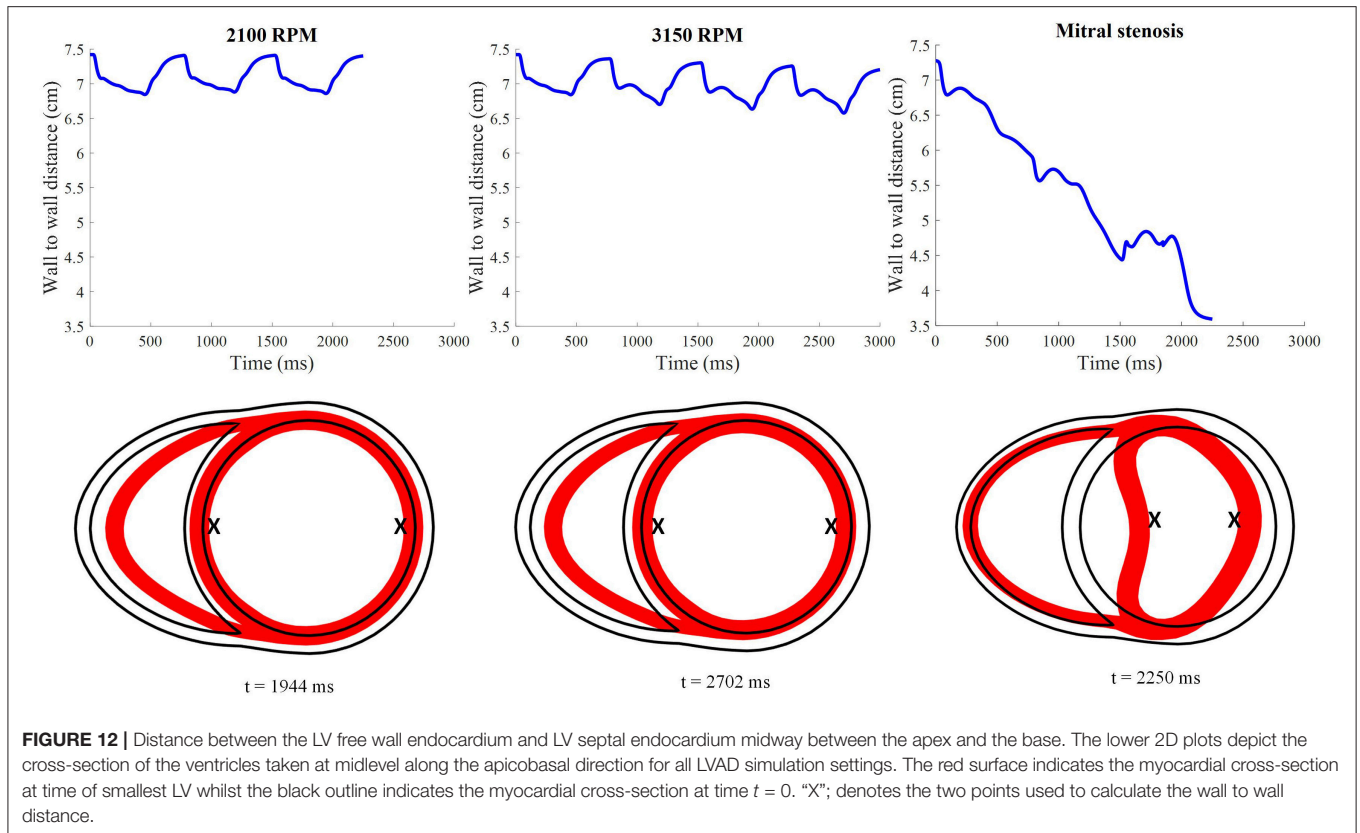 2100 RPM
7.5
7
6.5
6
5.5
5
4.5
4
3.5
Wall to wall distance (cm)
0 500 1000 1500 2000 2500 3000
Time (ms)
3150 RPM
7.5
7
6.5
6
5.5
5
4.5
4
3.5
Wall to wall distance (cm)
0 500 1000 1500 2000 2500 3000
Time (ms)
Mitral stenosis
7.5
7
6.5
6
5.5
5
4.5
4
3.5
Wall to wall distance (cm)
0 500 1000 1500 2000 2500 3000
Time (ms)
X X
X X
X X
t = 1944 ms
t = 2702 ms
t = 2250 ms
FIGURE 12 | Distance between the LV free wall endocardium and LV septal endocardium midway between the apex and the base. The lower 2D plots depict the
cross-section of the ventricles taken at midlevel along the apicobasal direction for all LVAD simulation settings. The red surface indicates the myocardial cross-section
at time of smallest LV whilst the black outline indicates the myocardial cross-section at time t = 0. “X”; denotes the two points used to calculate the wall to wall
distance.